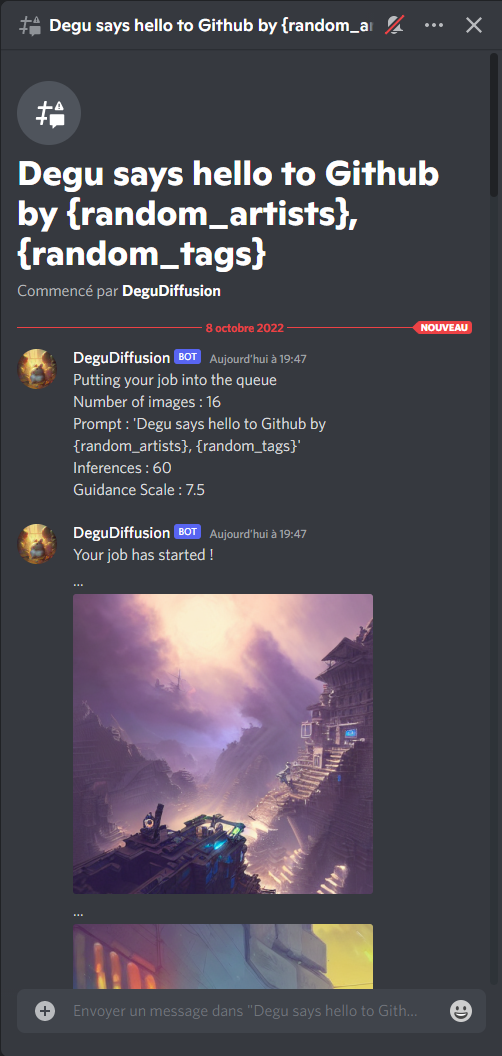 Degu says hello to Github by {random_ar
Degu says hello to Github
by {random_artists},
{random_tags}
Commencé par DeguDiffusion
8 octobre 2022 NOUVEAU
DeguDiffusion BOT Aujourd'hui à 19:47
Putting your job into the queue
Number of images : 16
Prompt : 'Degu says hello to Github by
{random_artists}, {random_tags}'
Inferences : 60
Guidance Scale : 7.5
DeguDiffusion BOT Aujourd'hui à 19:47
Your job has started !
...
...
Envoyer un message dans "Degu says hello to Gith...